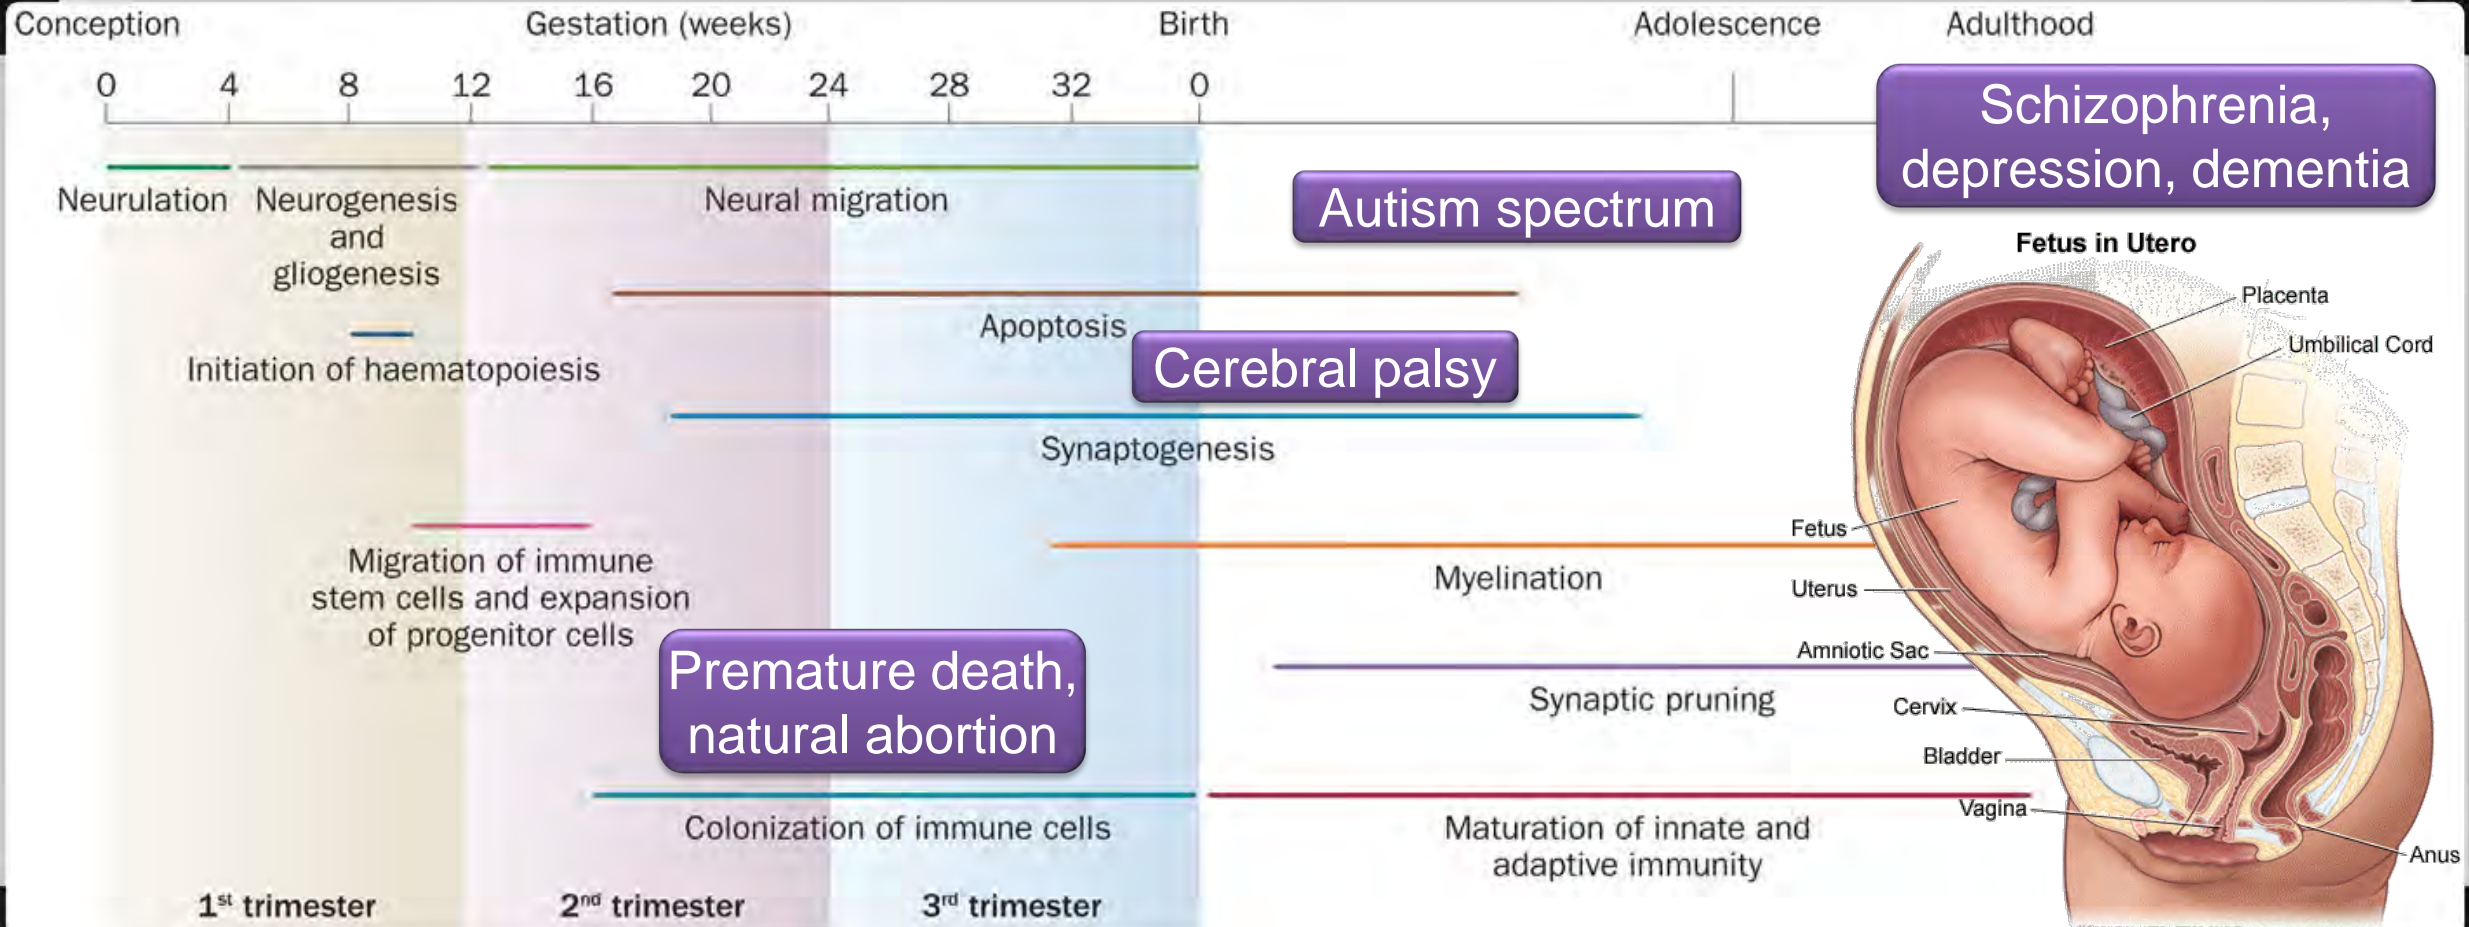 Conception Gestation (weeks) Birth Adolescence Adulthood
0 4 8 12 16 20 24 28 32 0
Schizophrenia,
depression, dementia
Neurulation
Neurogenesis
and
gliogenesis
Neural migration
Autism spectrum
Apoptosis
Initiation of haematopoiesis
Cerebral palsy
Synaptogenesis
Migration of immune
stem cells and expansion
of progenitor cells
Myelination
Premature death,
natural abortion
Synaptic pruning
Colonization of immune cells
Maturation of innate and
adaptive immunity
1st trimester
2nd trimester
3rd trimester
Fetus in Utero
Placenta
Umbilical Cord
Fetus
Uterus
Amniotic Sac
Cervix
Bladder
Vagina
Anus